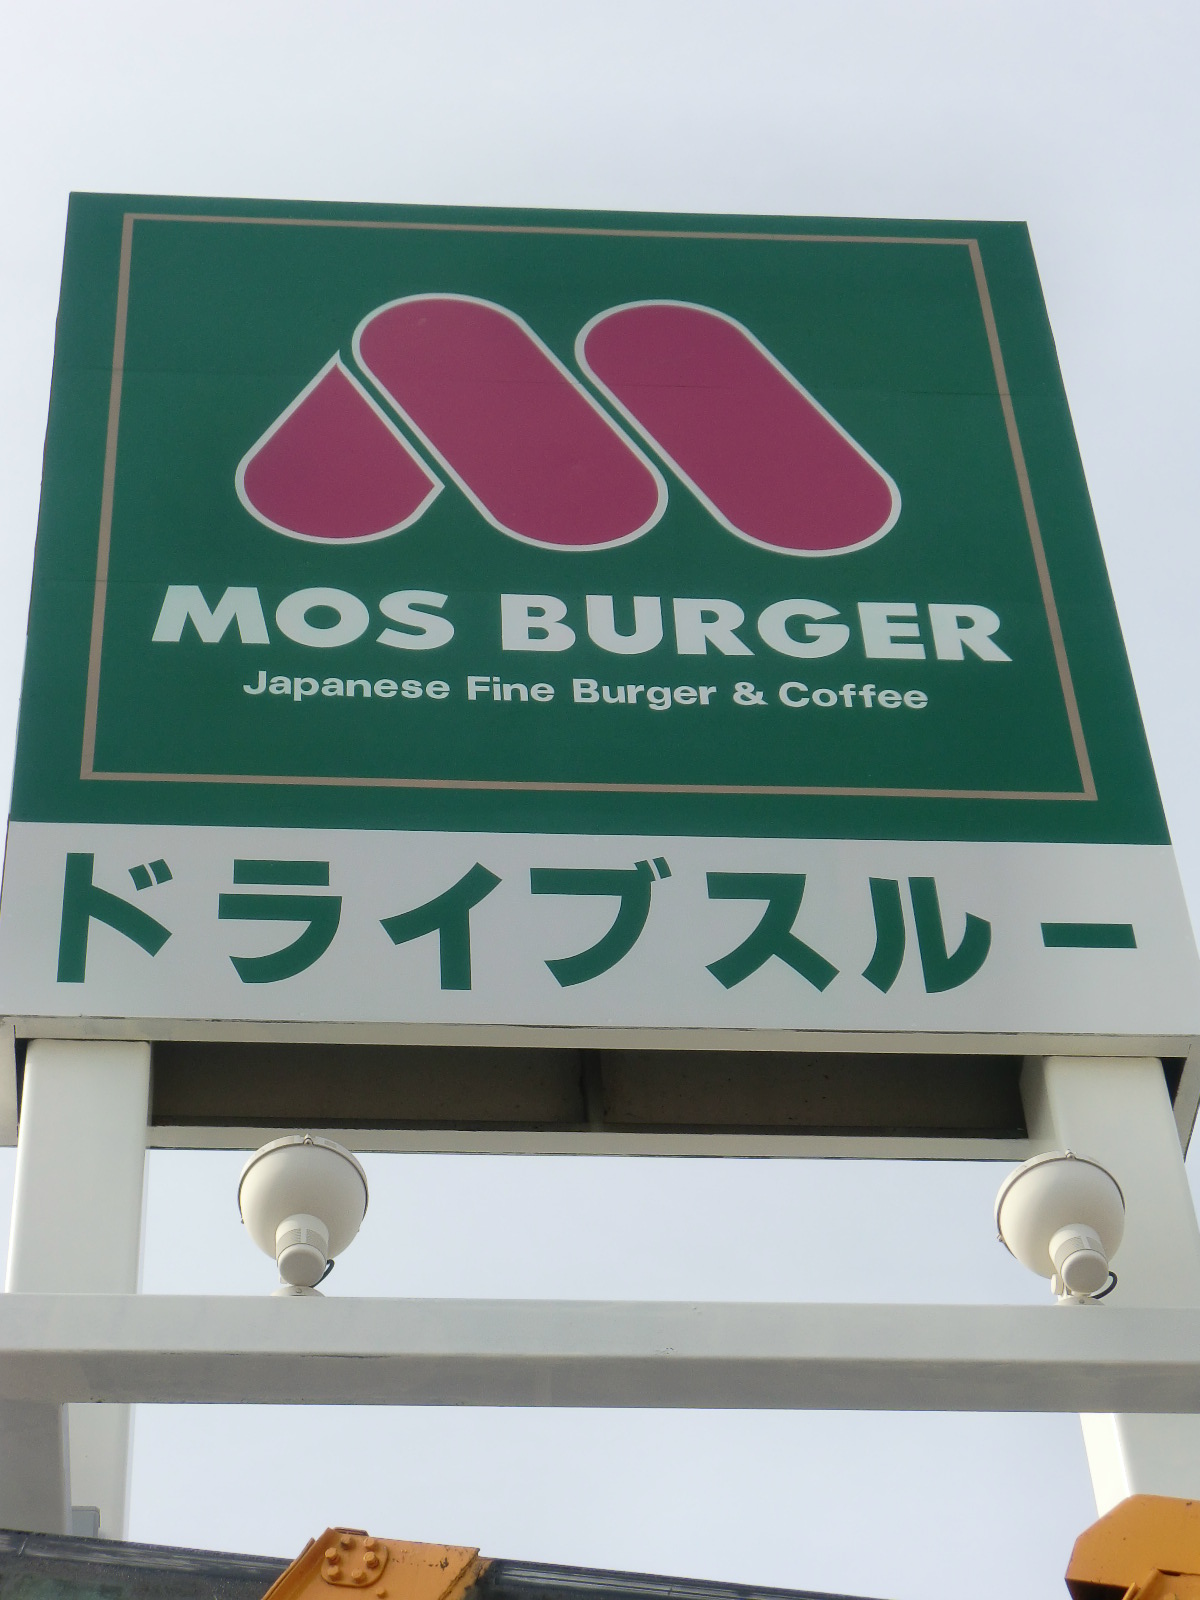 MOS BURGER
Japanese Fine Burger & Coffee
ドライブスルー